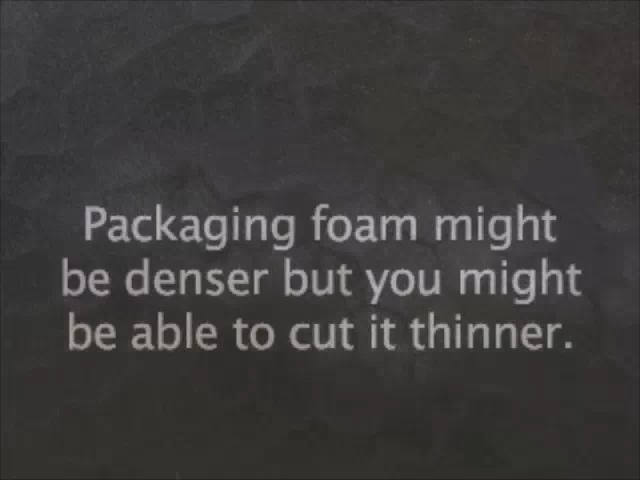 Packaging foam might
be denser but you might
be able to cut it thinner.